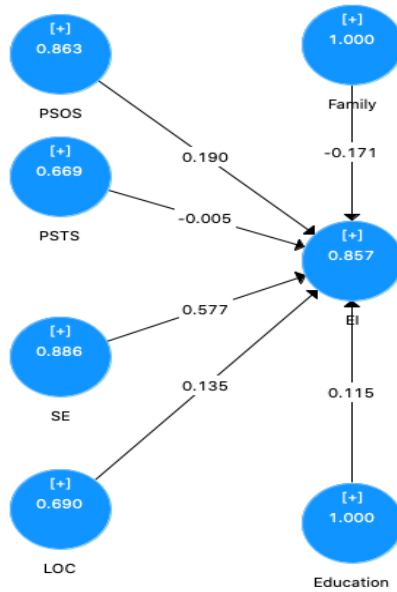 [+]
0.863
PSOS
[+]
1.000
Family
0.190
-0.171
[+]
0.669
PSTS
-0.005
[+]
0.857
EI
[+]
0.886
SE
0.577
0.135
0.115
[+]
0.690
LOC
[+]
1.000
Education